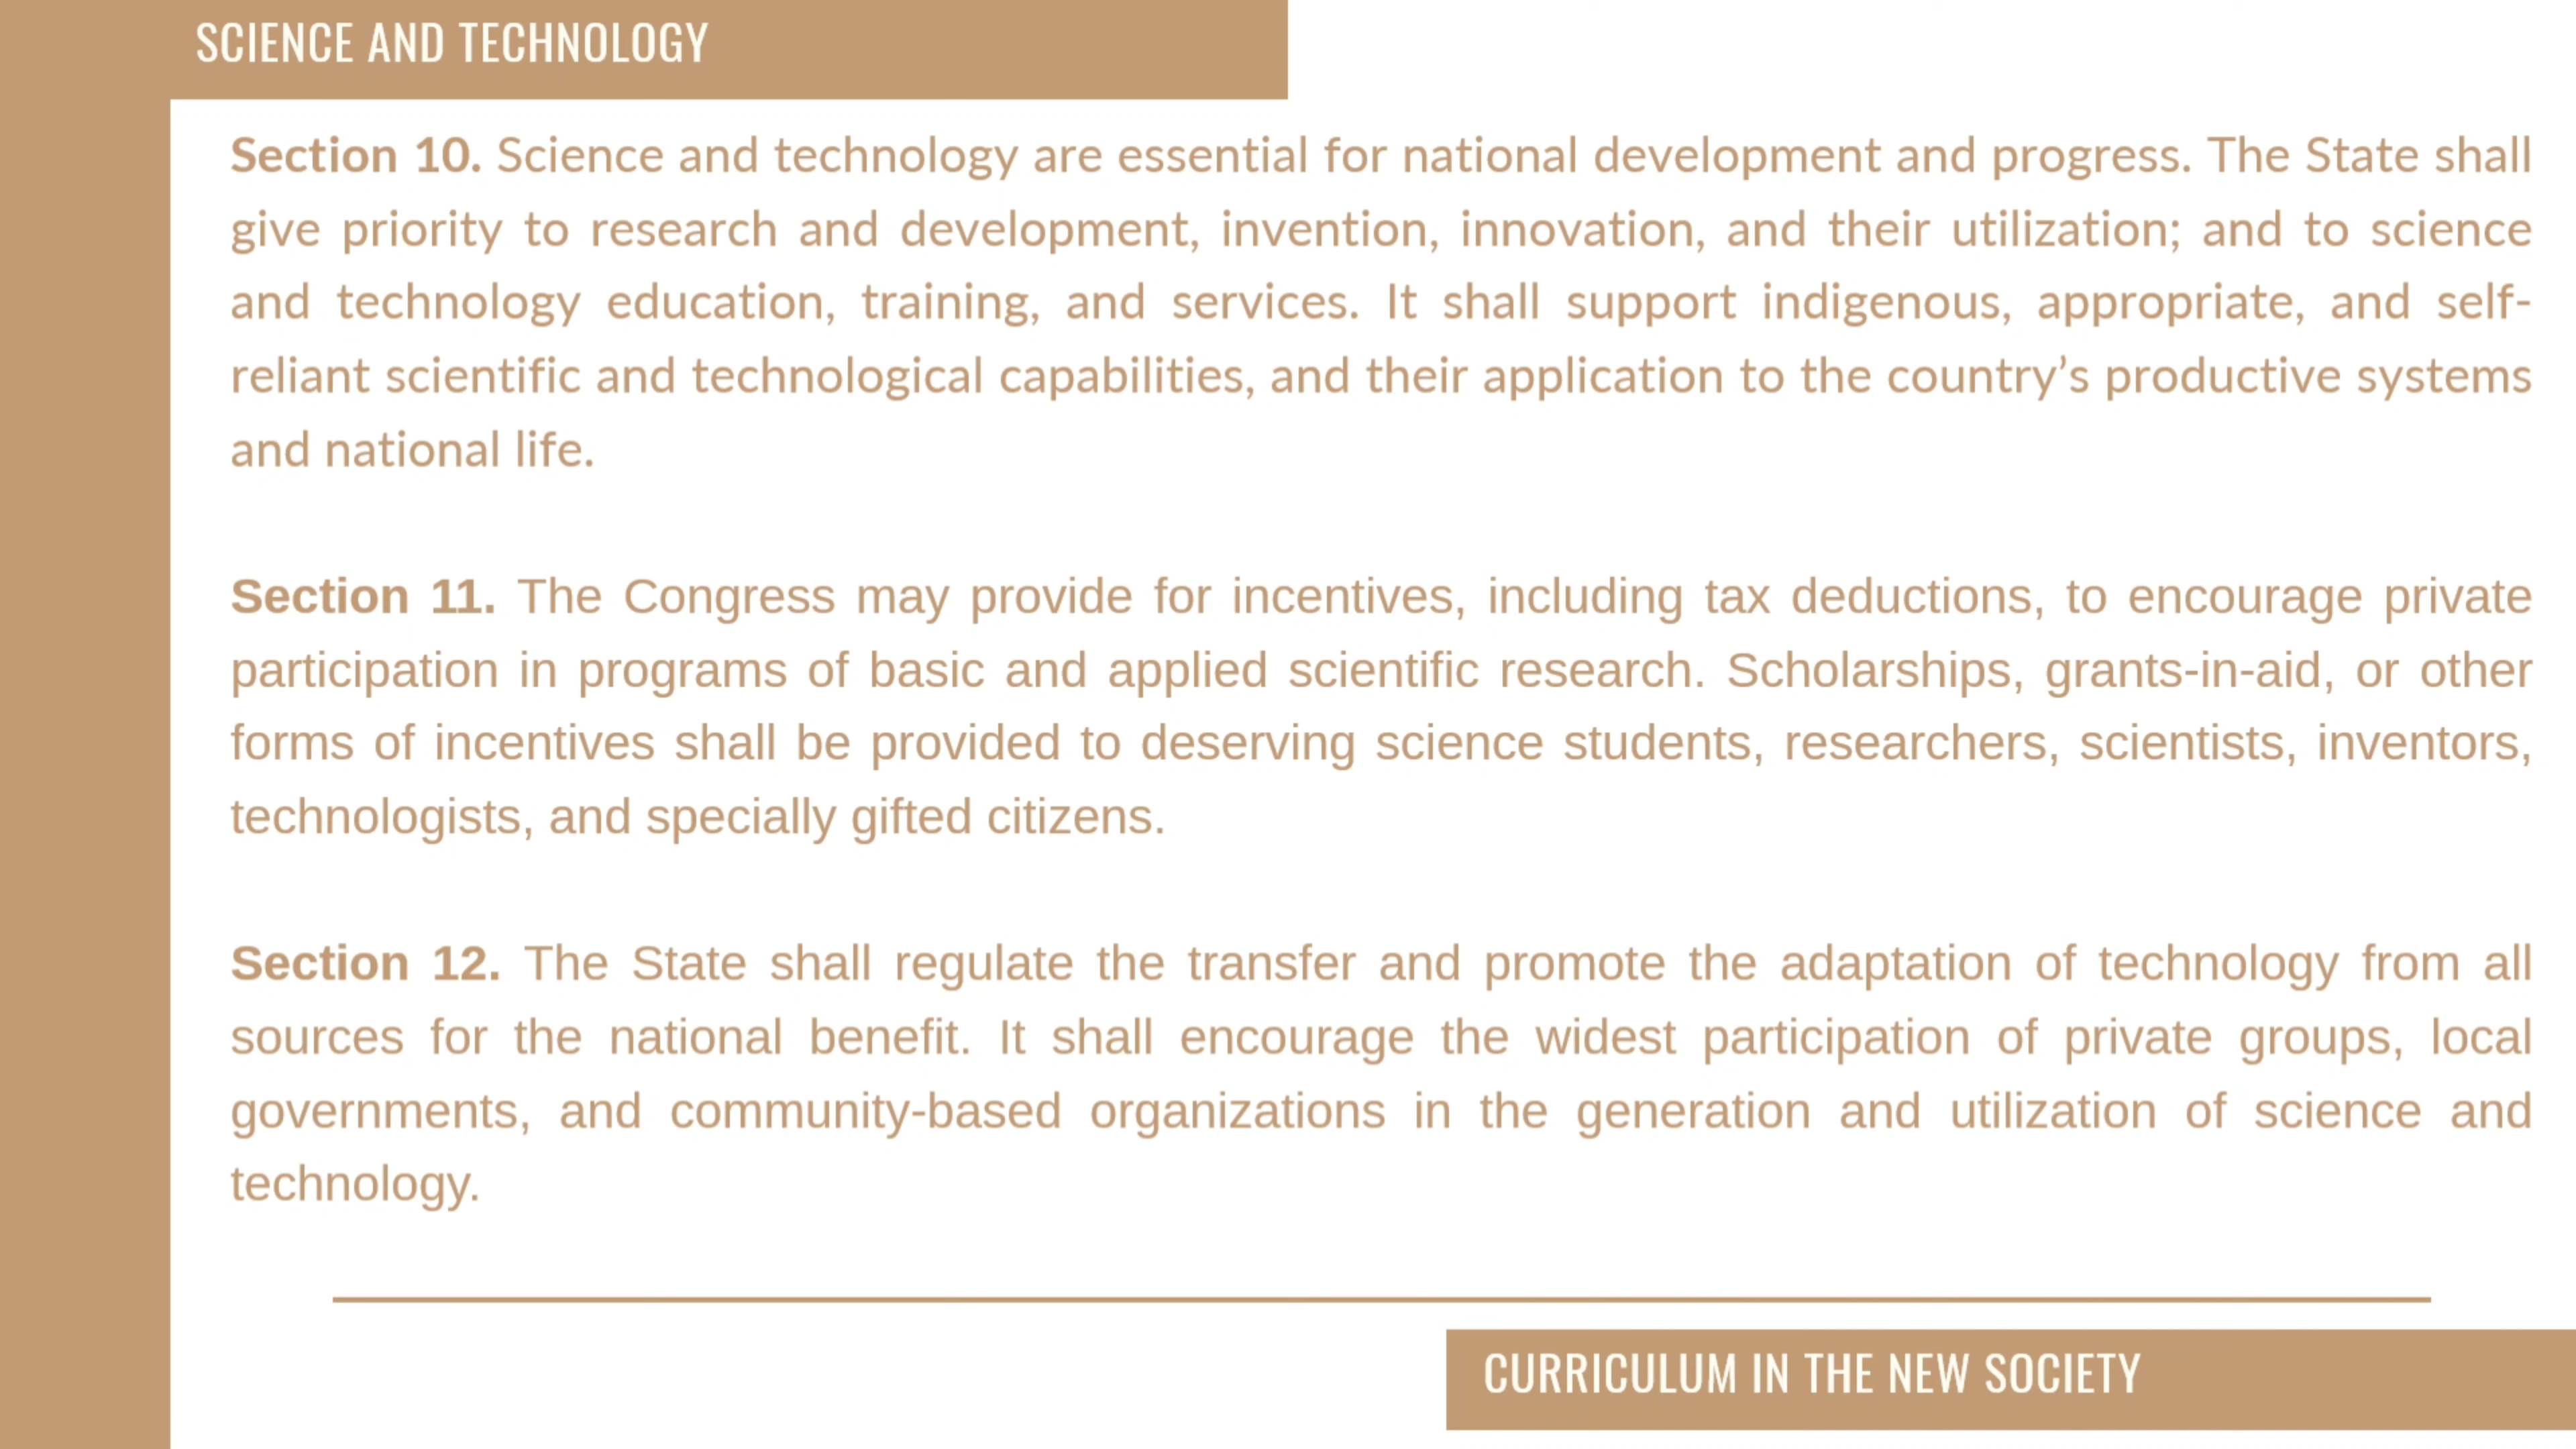 SCIENCE AND TECHNOLOGY
Section 10. Science and technology are essential for national development and progress. The State shall
give priority to research and development, invention, innovation, and their utilization; and to science
and technology education, training, and services. It shall support indigenous, appropriate, and self-
reliant scientific and technological capabilities, and their application to the country’s productive systems
and national life.
Section 11. The Congress may provide for incentives, including tax deductions, to encourage private
participation in programs of basic and applied scientific research. Scholarships, grants-in-aid, or other
forms of incentives shall be provided to deserving science students, researchers, scientists, inventors,
technologists, and specially gifted citizens.
Section 12. The State shall regulate the transfer and promote the adaptation of technology from all
sources for the national benefit. It shall encourage the widest participation of private groups, local
governments, and community-based organizations in the generation and utilization of science and
technology.
CURRICULUM IN THE NEW SOCIETY